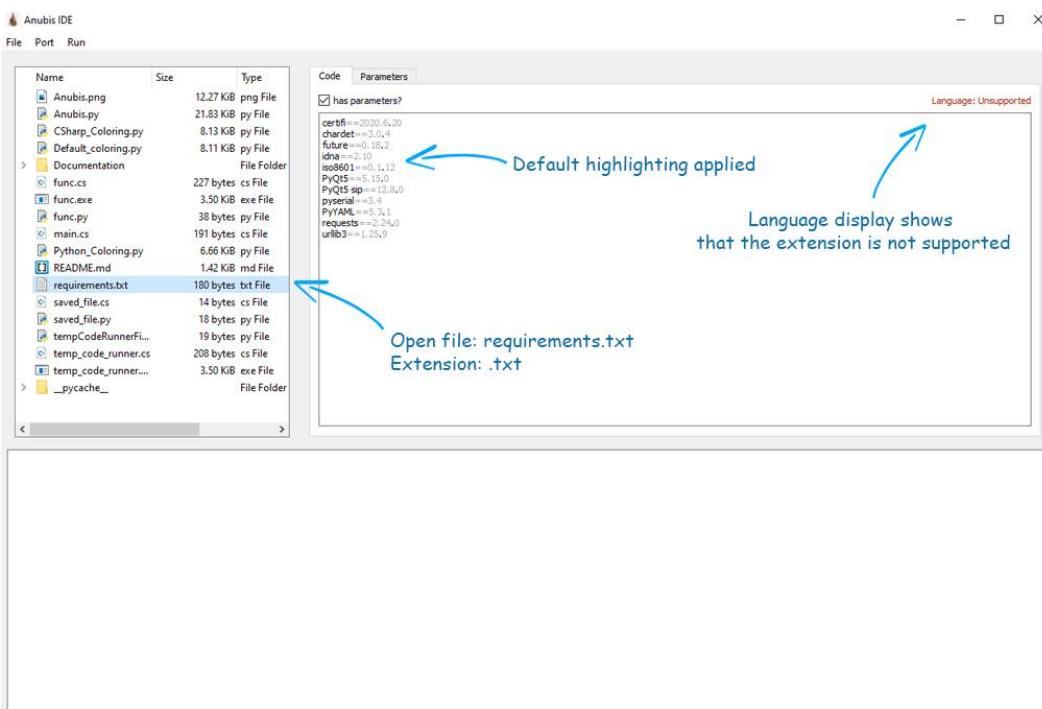 Anubis IDE
File Port Run
Name Size Type
Anubis.png 12.27 KiB png File
Anubis.py 21.83 KiB py File
CSharp_Coloring.py 8.13 KiB py File
Default_coloring.py 8.11 KiB py File
Documentation File Folder
func.cs 227 bytes cs File
func.exe 3.50 KiB exe File
func.py 38 bytes py File
main.cs 191 bytes cs File
Python_Coloring.py 6.66 KiB py File
README.md 1.42 KiB md File
requirements.txt 180 bytes txt File
saved_file.cs 14 bytes cs File
saved_file.py 18 bytes py File
tempCodeRunnerFi... 19 bytes py File
temp_code_runner.cs 208 bytes cs File
temp_code_runner.... 3.50 KiB exe File
__pycache__ File Folder
Code Parameters
has parameters? Language: Unsupported
certifi==2020.6.20
chardet==3.0.4
future==0.18.2
idna==2.10
iso8601==0.1.12
PyQt5==5.15.0
PyQt5-sip==12.8.0
pyserial==3.4
PyYAML==5.3.1
requests==2.24.0
urllib3==1.25.9
Default highlighting applied
Language display shows
that the extension is not supported
Open file: requirements.txt
Extension: .txt